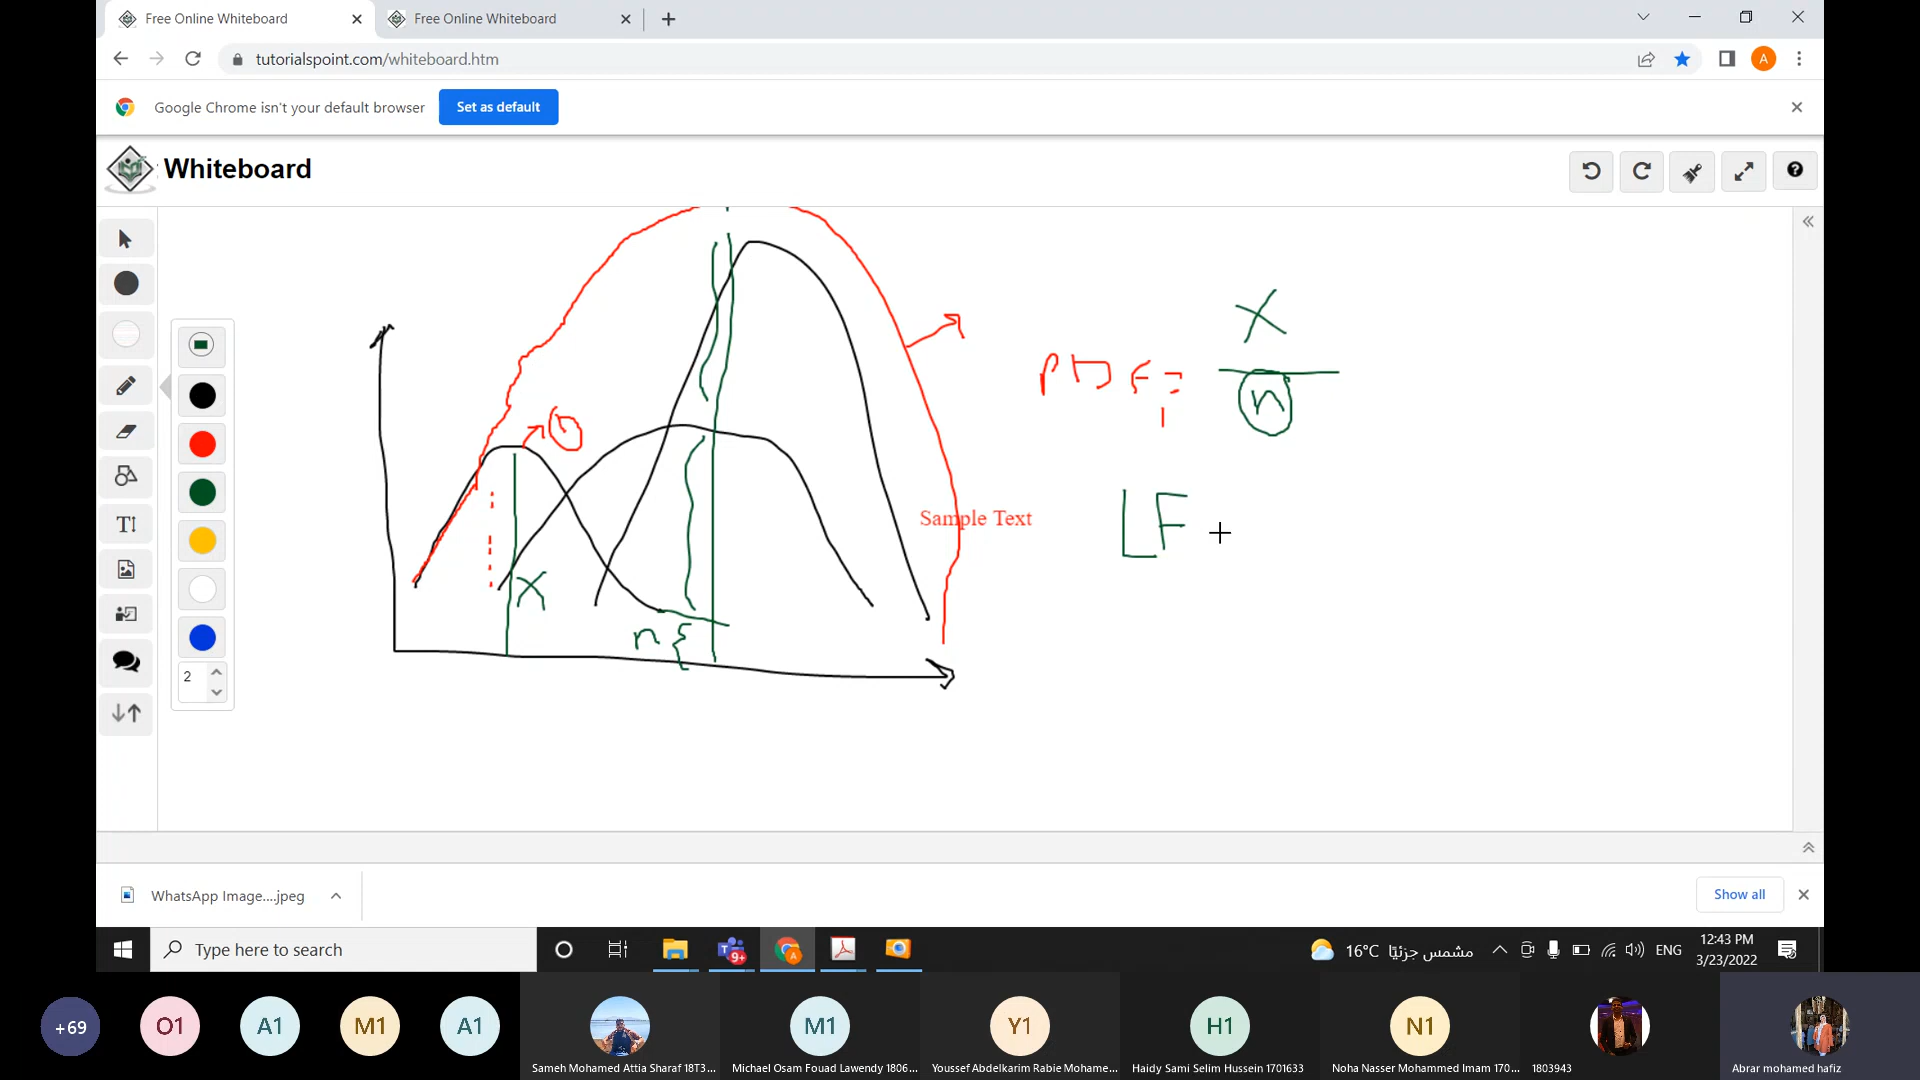 Free Online Whiteboard
Free Online Whiteboard
tutorialspoint.com/whiteboard.htm
A
Google Chrome isn't your default browser
Set as default
Whiteboard
X
PDF =
n
Sample Text
LF
X
n {
T
2
WhatsApp Image....jpeg
Show all
Type here to search
9+
A
16°C
مشمس جزئيًا
ENG
12:43 PM
3/23/2022
+69
O1
A1
M1
A1
M1
Y1
H1
N1
Sameh Mohamed Attia Sharaf 18T3...
Michael Osam Fouad Lawendy 1806...
Youssef Abdelkarim Rabie Mohame...
Haidy Sami Selim Hussein 1701633
Noha Nasser Mohammed Imam 170...
1803943
Abrar mohamed hafiz